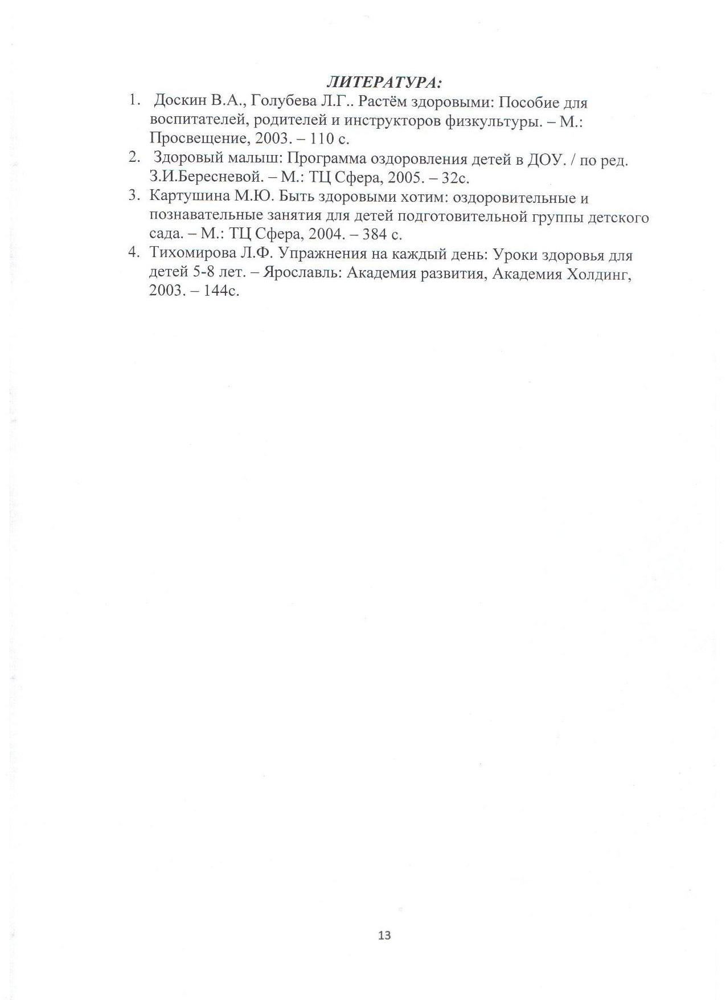 ЛИТЕРАТУРА:
1. Доскин В.А., Голубева Л.Г.. Растём здоровыми: Пособие для
воспитателей, родителей и инструкторов физкультуры. – М.:
Просвещение, 2003. – 110 с.
2. Здоровый малыш: Программа оздоровления детей в ДОУ. / по ред.
З.И.Бересневой. – М.: ТЦ Сфера, 2005. – 32с.
3. Картушина М.Ю. Быть здоровыми хотим: оздоровительные и
познавательные занятия для детей подготовительной группы детского
сада. – М.: ТЦ Сфера, 2004. – 384 с.
4. Тихомирова Л.Ф. Упражнения на каждый день: Уроки здоровья для
детей 5-8 лет. – Ярославль: Академия развития, Академия Холдинг,
2003. – 144с.
13